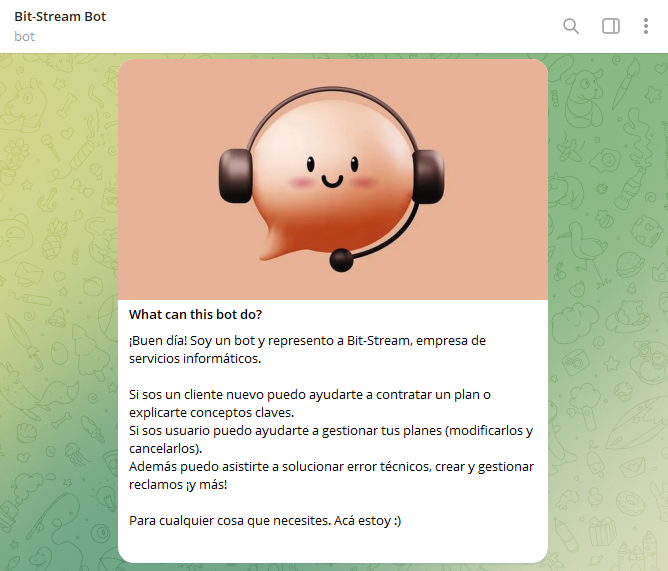 Bit-Stream Bot
bot
What can this bot do?
¡Buen día! Soy un bot y represento a Bit-Stream, empresa de
servicios informáticos.
Si sos un cliente nuevo puedo ayudarte a contratar un plan o
explicarte conceptos claves.
Si sos usuario puedo ayudarte a gestionar tus planes (modificarlos y
cancelarlos).
Además puedo asistirte a solucionar error técnicos, crear y gestionar
reclamos ¡y más!
Para cualquier cosa que necesites. Acá estoy :)